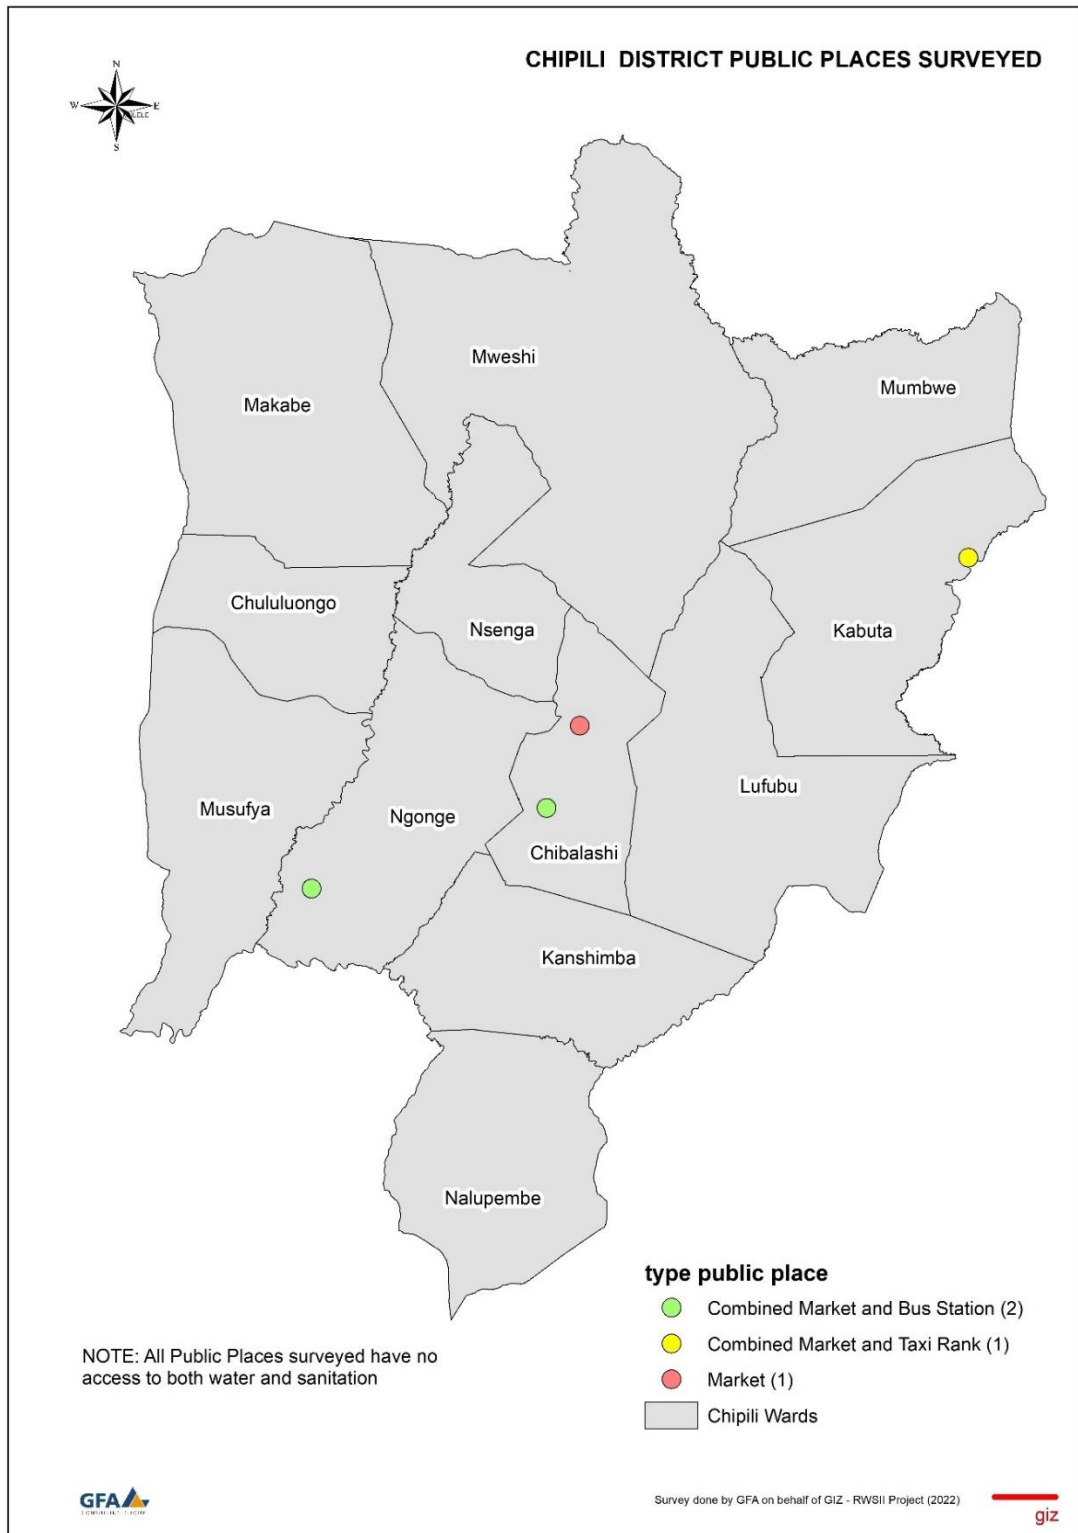 CHIPILI DISTRICT PUBLIC PLACES SURVEYED
N
W E
S
Mweshi
Mumbwe
Makabe
Chululuongo
Nsenga
Kabuta
Lufubu
Musufya
Ngonge
Chibalashi
Kanshimba
Nalupembe
type public place
Combined Market and Bus Station (2)
Combined Market and Taxi Rank (1)
Market (1)
Chipili Wards
NOTE: All Public Places surveyed have no
access to both water and sanitation
GFA
Survey done by GFA on behalf of GIZ - RWSII Project (2022)
giz